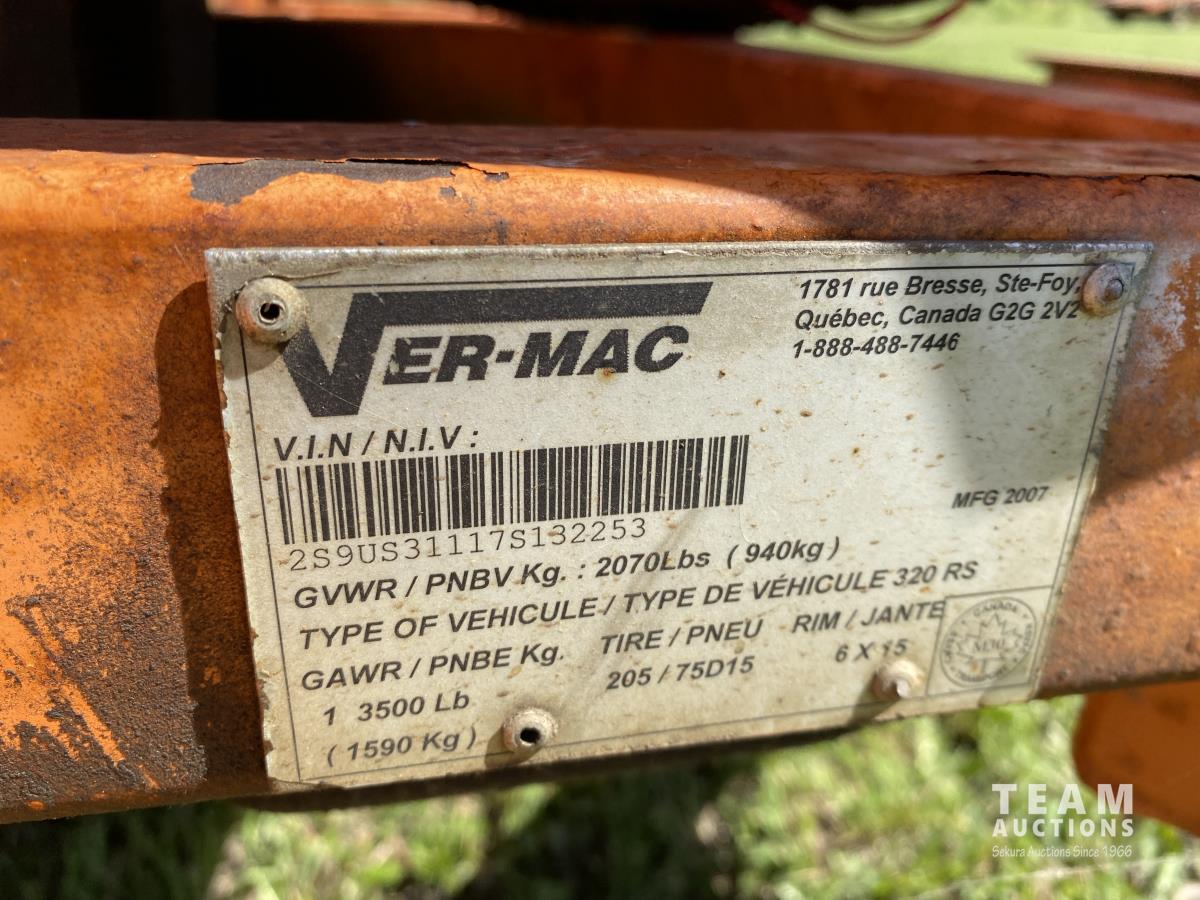 VER-MAC
1781 rue Bresse, Ste-Foy,
Québec, Canada G2G 2V2
1-888-488-7446
V.I.N / N.I.V :
2S9US31117S132253
MFG 2007
GVWR / PNBV Kg. : 2070Lbs ( 940kg )
TYPE OF VEHICULE / TYPE DE VÉHICULE 320 RS
GAWR / PNBE Kg. TIRE / PNEU RIM / JANTE
1 3500 Lb 205 / 75D15 6 X 15
( 1590 Kg )
CANADA
TEAM
AUCTIONS
Sekura Auctions Since 1966